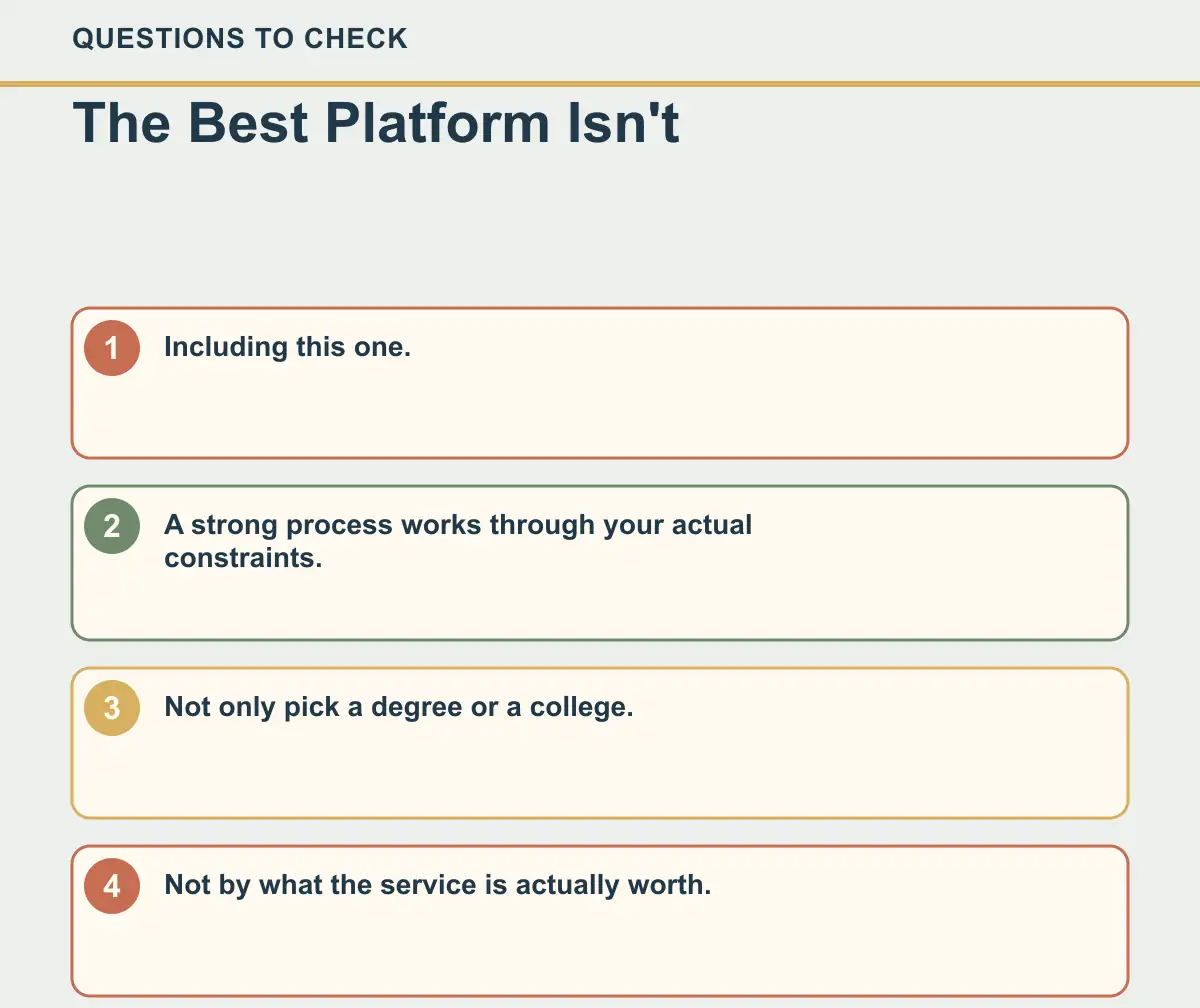 QUESTIONS TO CHECK
The Best Platform Isn't
1
Including this one.
2
A strong process works through your actual
constraints.
3
Not only pick a degree or a college.
4
Not by what the service is actually worth.